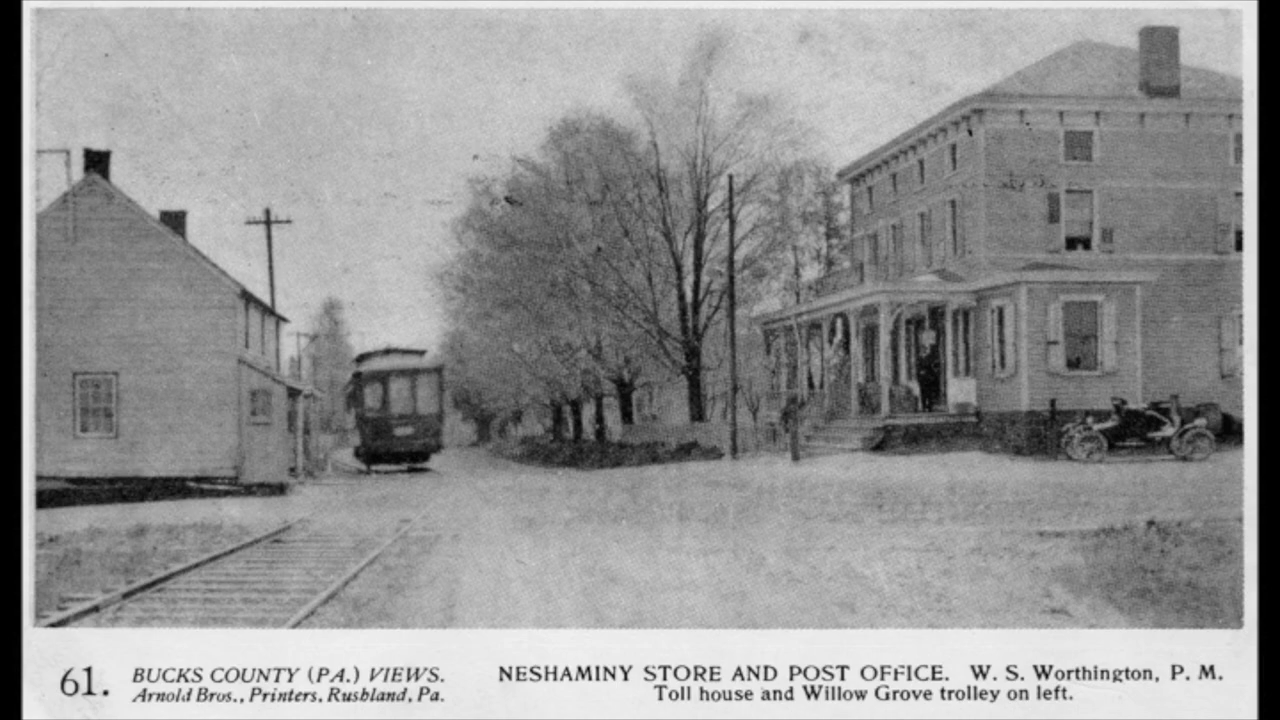 61.
BUCKS COUNTY (PA.) VIEWS.
Arnold Bros., Printers, Rushland, Pa.
NESHAMINY STORE AND POST OFFICE. W. S. Worthington, P. M.
Toll house and Willow Grove trolley on left.